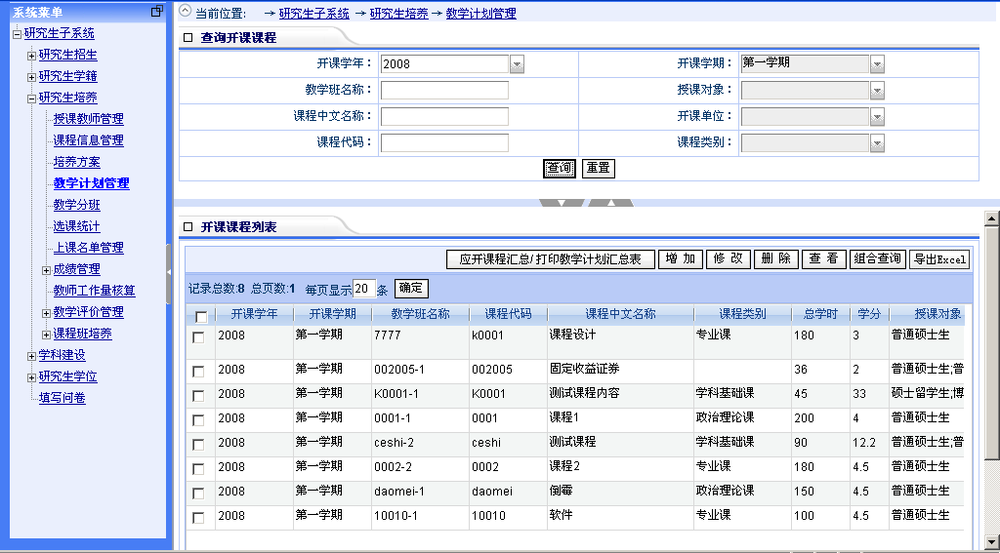 系统菜单
研究生子系统
研究生招生
研究生学籍
研究生培养
授课教师管理
课程信息管理
培养方案
教学计划管理
教学分班
选课统计
上课名单管理
成绩管理
教师工作量核算
教学评价管理
课程班培养
学科建设
研究生学位
填写问卷
当前位置: →研究生子系统 →研究生培养 →教学计划管理
查询开课课程
开课学年: 2008 开课学期: 第一学期
教学班名称: 授课对象:
课程中文名称: 开课单位:
课程代码: 课程类别:
查询 重置
开课课程列表
应开课程汇总/打印教学计划汇总表 增 加 修 改 删 除 查 看 组合查询 导出Excel
记录总数:8 总页数:1 每页显示20条 确定
开课学年 开课学期 教学班名称 课程代码 课程中文名称 课程类别 总学时 学分 授课对象
2008 第一学期 7777 k0001 课程设计 专业课 180 3 普通硕士生
2008 第一学期 002005-1 002005 固定收益证券 36 2 普通硕士生;普
2008 第一学期 K0001-1 K0001 测试课程内容 学科基础课 45 33 硕士留学生;博
2008 第一学期 0001-1 0001 课程1 政治理论课 200 4 普通硕士生
2008 第一学期 ceshi-2 ceshi 测试课程 学科基础课 90 12.2 普通硕士生;普
2008 第一学期 0002-2 0002 课程2 专业课 180 4.5 普通硕士生
2008 第一学期 daomei-1 daomei 倒霉 政治理论课 150 4.5 普通硕士生
2008 第一学期 10010-1 10010 软件 专业课 100 4.5 普通硕士生